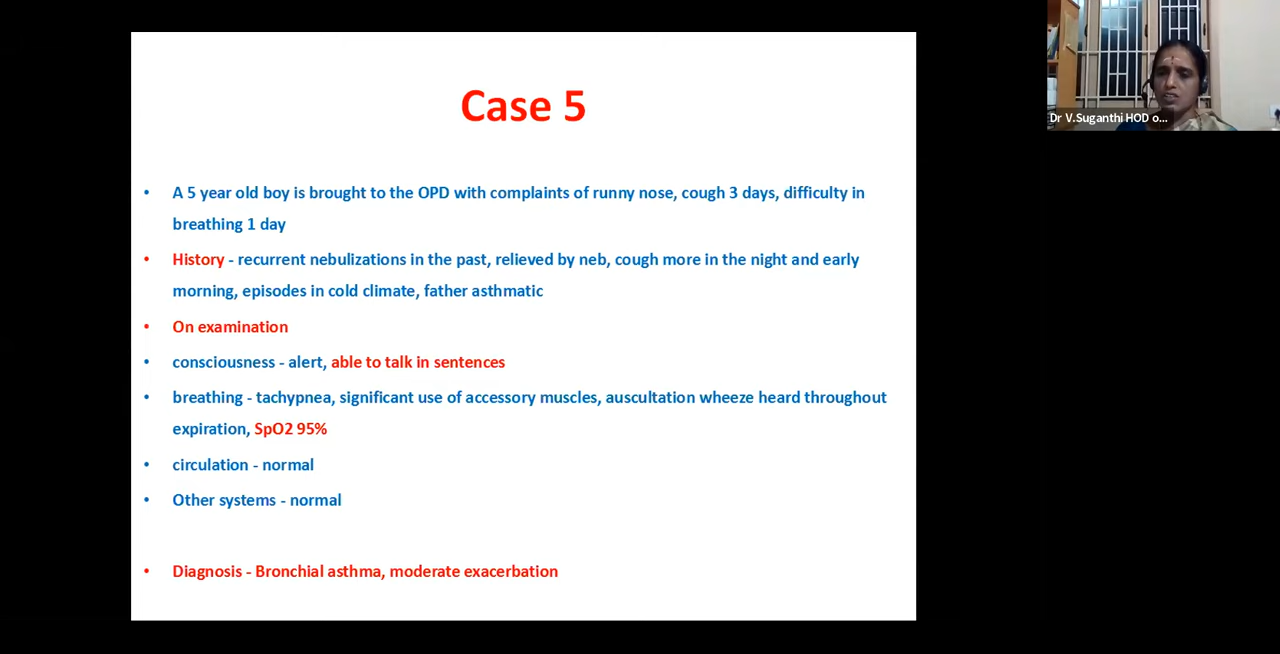 Case 5
• A 5 year old boy is brought to the OPD with complaints of runny nose, cough 3 days, difficulty in
breathing 1 day
• History - recurrent nebulizations in the past, relieved by neb, cough more in the night and early
morning, episodes in cold climate, father asthmatic
• On examination
• consciousness - alert, able to talk in sentences
• breathing - tachypnea, significant use of accessory muscles, auscultation wheeze heard throughout
expiration, SpO2 95%
• circulation - normal
• Other systems - normal
• Diagnosis - Bronchial asthma, moderate exacerbation
Dr V.Suganthi HOD o...